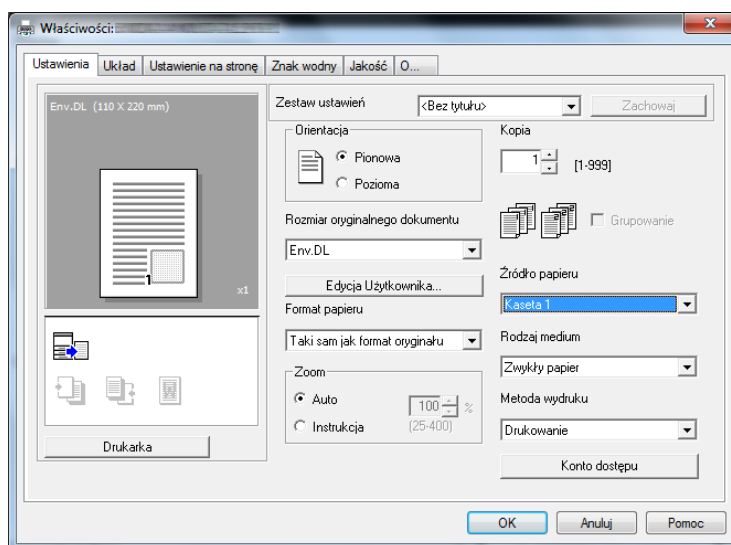 Właściwości:
Ustawienia Układ Ustawienie na stronę Znak wodny Jakość O...
Env.DL (110 X 220 mm)
1
x1
Drukarka
Zestaw ustawień <Bez tytułu> Zachowaj
Orientacja
Pionowa
Pozioma
Rozmiar oryginalnego dokumentu
Env.DL
Edycja Użytkownika...
Format papieru
Taki sam jak format oryginału
Zoom
Auto
Instrukcja
100 %
(25-400)
Kopia
1 [1-999]
Grupowanie
Źródło papieru
Kaseta 1
Rodzaj medium
Zwykły papier
Metoda wydruku
Drukowanie
Konto dostępu
OK Anuluj Pomoc